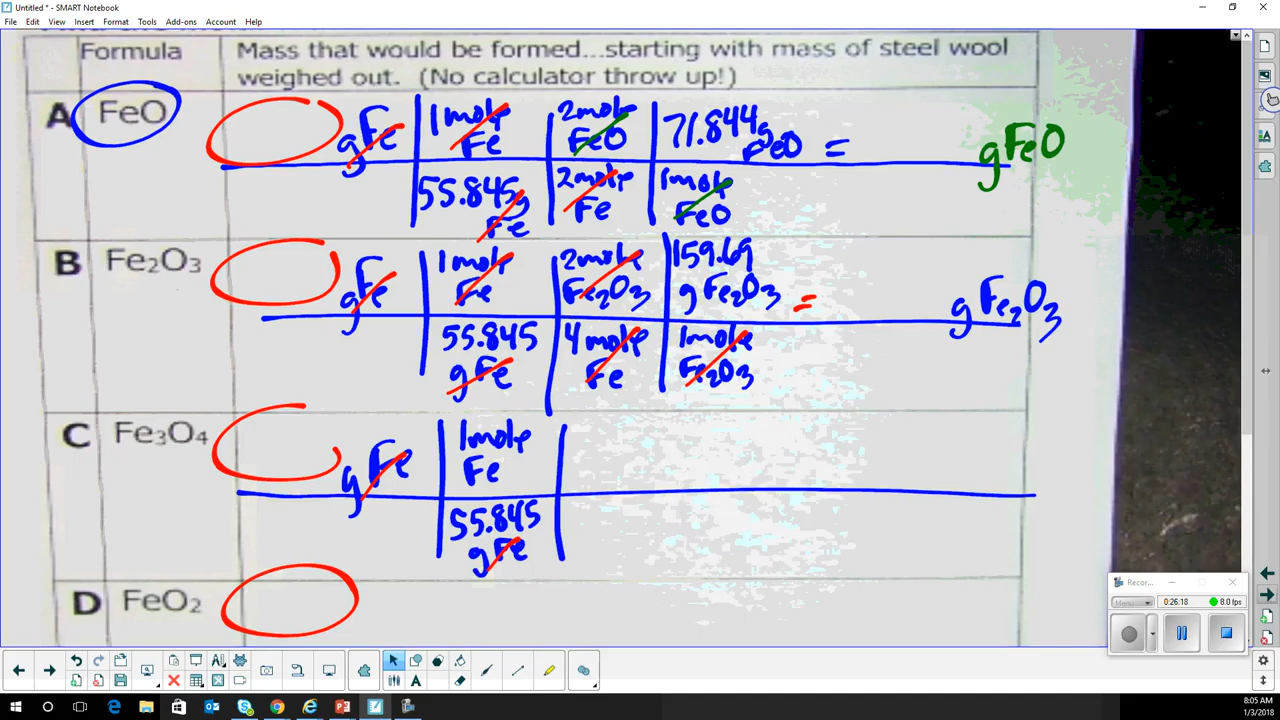 Untitled * - SMART Notebook
File Edit View Insert Format Tools Add-ons Account Help
Formula
Mass that would be formed...starting with mass of steel wool
weighed out. (No calculator throw up!)
A FeO
gFe
1 mole
Fe
55.845g
Fe
2 mole
FeO
2 mole
Fe
71.844g
FeO =
1 mole
FeO
gFeO
B Fe₂O₃
gFe
1 mole
Fe
55.845
gFe
2 mole
Fe₂O₃
4 mole
Fe
159.69
g Fe₂O₃ =
1 mole
Fe₂O₃
g Fe₂O₃
C Fe₃O₄
gFe
1 mole
Fe
55.845
gFe
D FeO₂
Recor...
Menu
0:26:18
8.0 fps
8:05 AM
1/3/2018